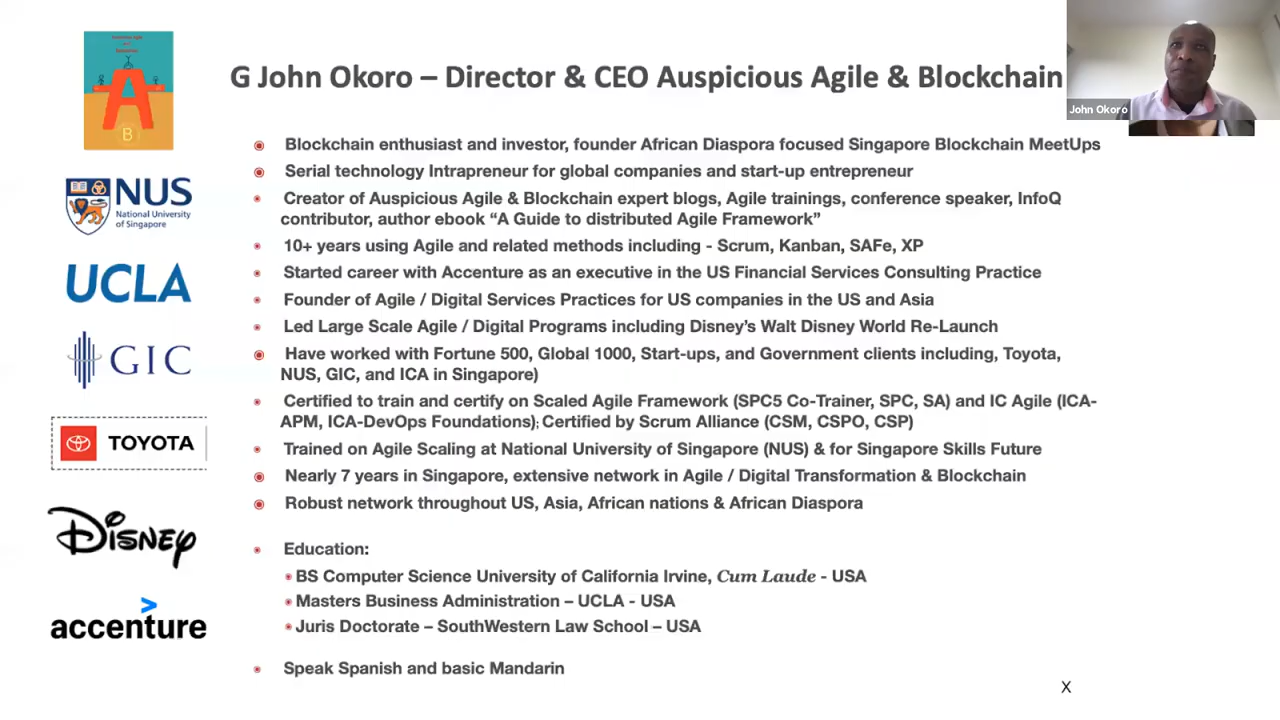 G John Okoro – Director & CEO Auspicious Agile & Blockchain
John Okoro
B
NUS
National University
of Singapore
UCLA
GIC
TOYOTA
DISNEY
accenture
Blockchain enthusiast and investor, founder African Diaspora focused Singapore Blockchain MeetUps
Serial technology Intrapreneur for global companies and start-up entrepreneur
Creator of Auspicious Agile & Blockchain expert blogs, Agile trainings, conference speaker, InfoQ
contributor, author ebook “A Guide to distributed Agile Framework”
10+ years using Agile and related methods including - Scrum, Kanban, SAFe, XP
Started career with Accenture as an executive in the US Financial Services Consulting Practice
Founder of Agile / Digital Services Practices for US companies in the US and Asia
Led Large Scale Agile / Digital Programs including Disney’s Walt Disney World Re-Launch
Have worked with Fortune 500, Global 1000, Start-ups, and Government clients including, Toyota,
NUS, GIC, and ICA in Singapore)
Certified to train and certify on Scaled Agile Framework (SPC5 Co-Trainer, SPC, SA) and IC Agile (ICA-
APM, ICA-DevOps Foundations); Certified by Scrum Alliance (CSM, CSPO, CSP)
Trained on Agile Scaling at National University of Singapore (NUS) & for Singapore Skills Future
Nearly 7 years in Singapore, extensive network in Agile / Digital Transformation & Blockchain
Robust network throughout US, Asia, African nations & African Diaspora
Education:
BS Computer Science University of California Irvine, Cum Laude - USA
Masters Business Administration – UCLA - USA
Juris Doctorate – SouthWestern Law School – USA
Speak Spanish and basic Mandarin
X